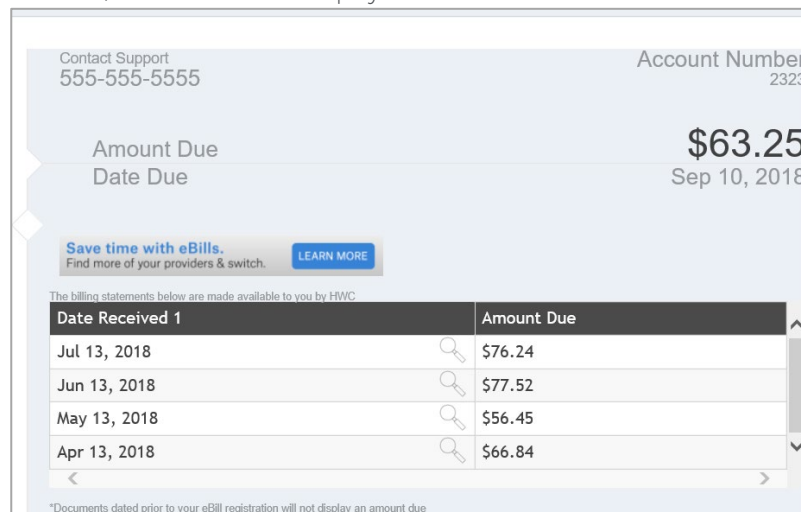 Contact Support
555-555-5555
Account Number
2323
Amount Due
$63.25
Date Due
Sep 10, 2018
Save time with eBills.
Find more of your providers & switch.
LEARN MORE
The billing statements below are made available to you by HWC
Date Received 1 Amount Due
Jul 13, 2018 $76.24
Jun 13, 2018 $77.52
May 13, 2018 $56.45
Apr 13, 2018 $66.84
*Documents dated prior to your eBill registration will not display an amount due